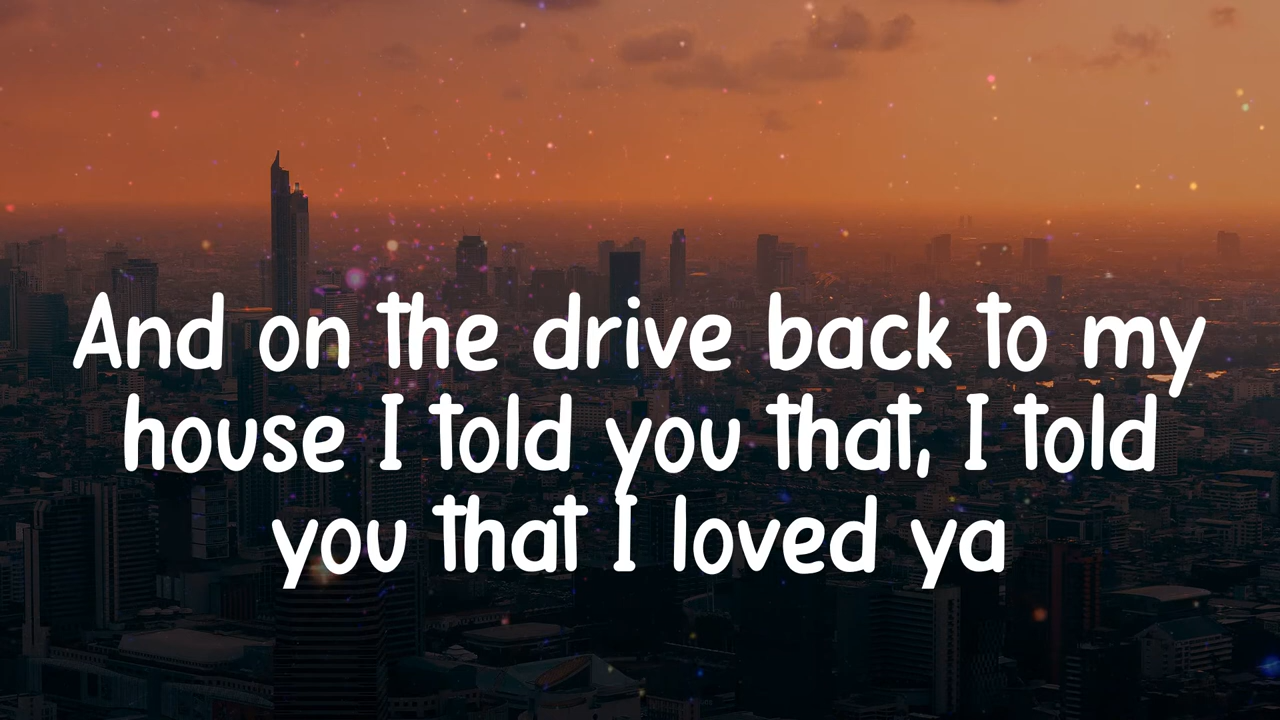 And on the drive back to my
house I told you that, I told
you that I loved ya